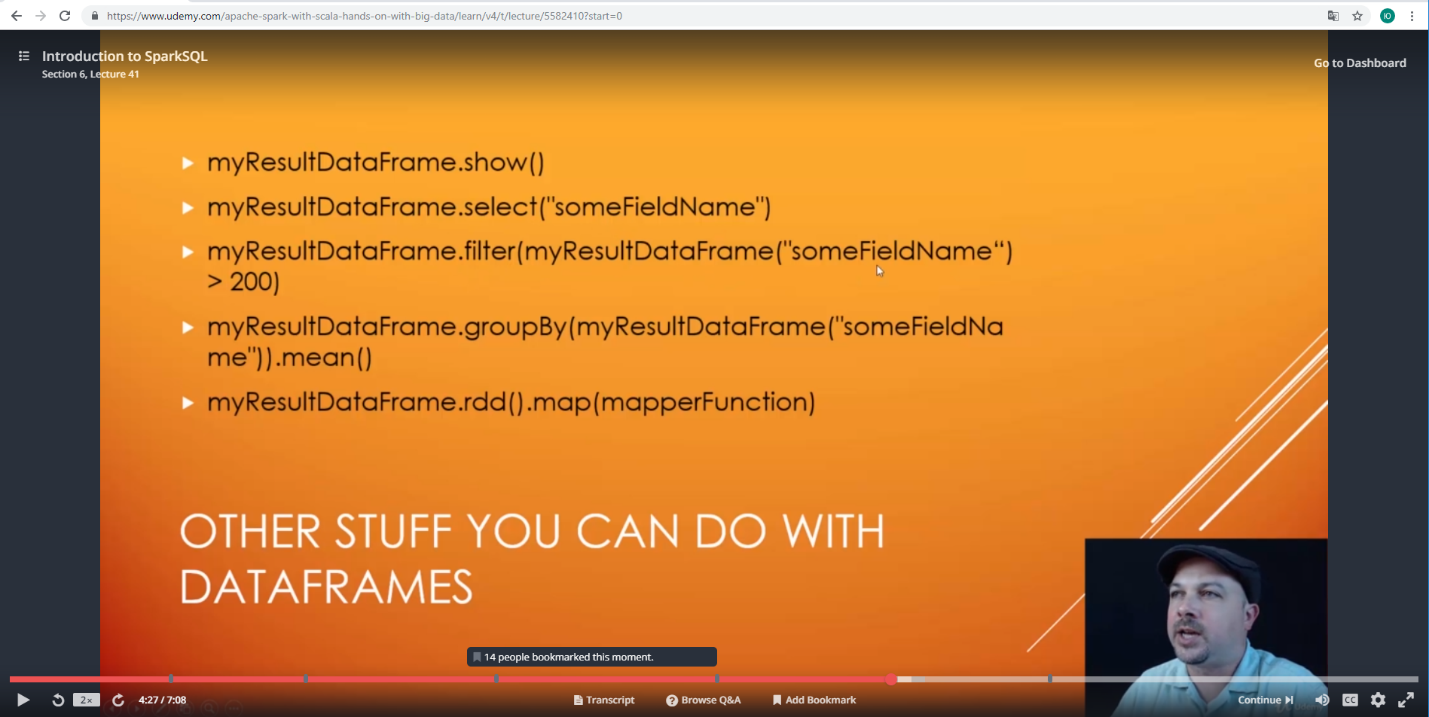 https://www.udemy.com/apache-spark-with-scala-hands-on-with-big-data/learn/v4/t/lecture/5582410?start=0
IO
Introduction to SparkSQL
Section 6, Lecture 41
Go to Dashboard
myResultDataFrame.show()
myResultDataFrame.select("someFieldName")
myResultDataFrame.filter(myResultDataFrame("someFieldName“)
> 200)
myResultDataFrame.groupBy(myResultDataFrame("someFieldNa
me")).mean()
myResultDataFrame.rdd().map(mapperFunction)
OTHER STUFF YOU CAN DO WITH
DATAFRAMES
14 people bookmarked this moment.
2×
4:27 / 7:08
Transcript
Browse Q&A
Add Bookmark
Continue
CC